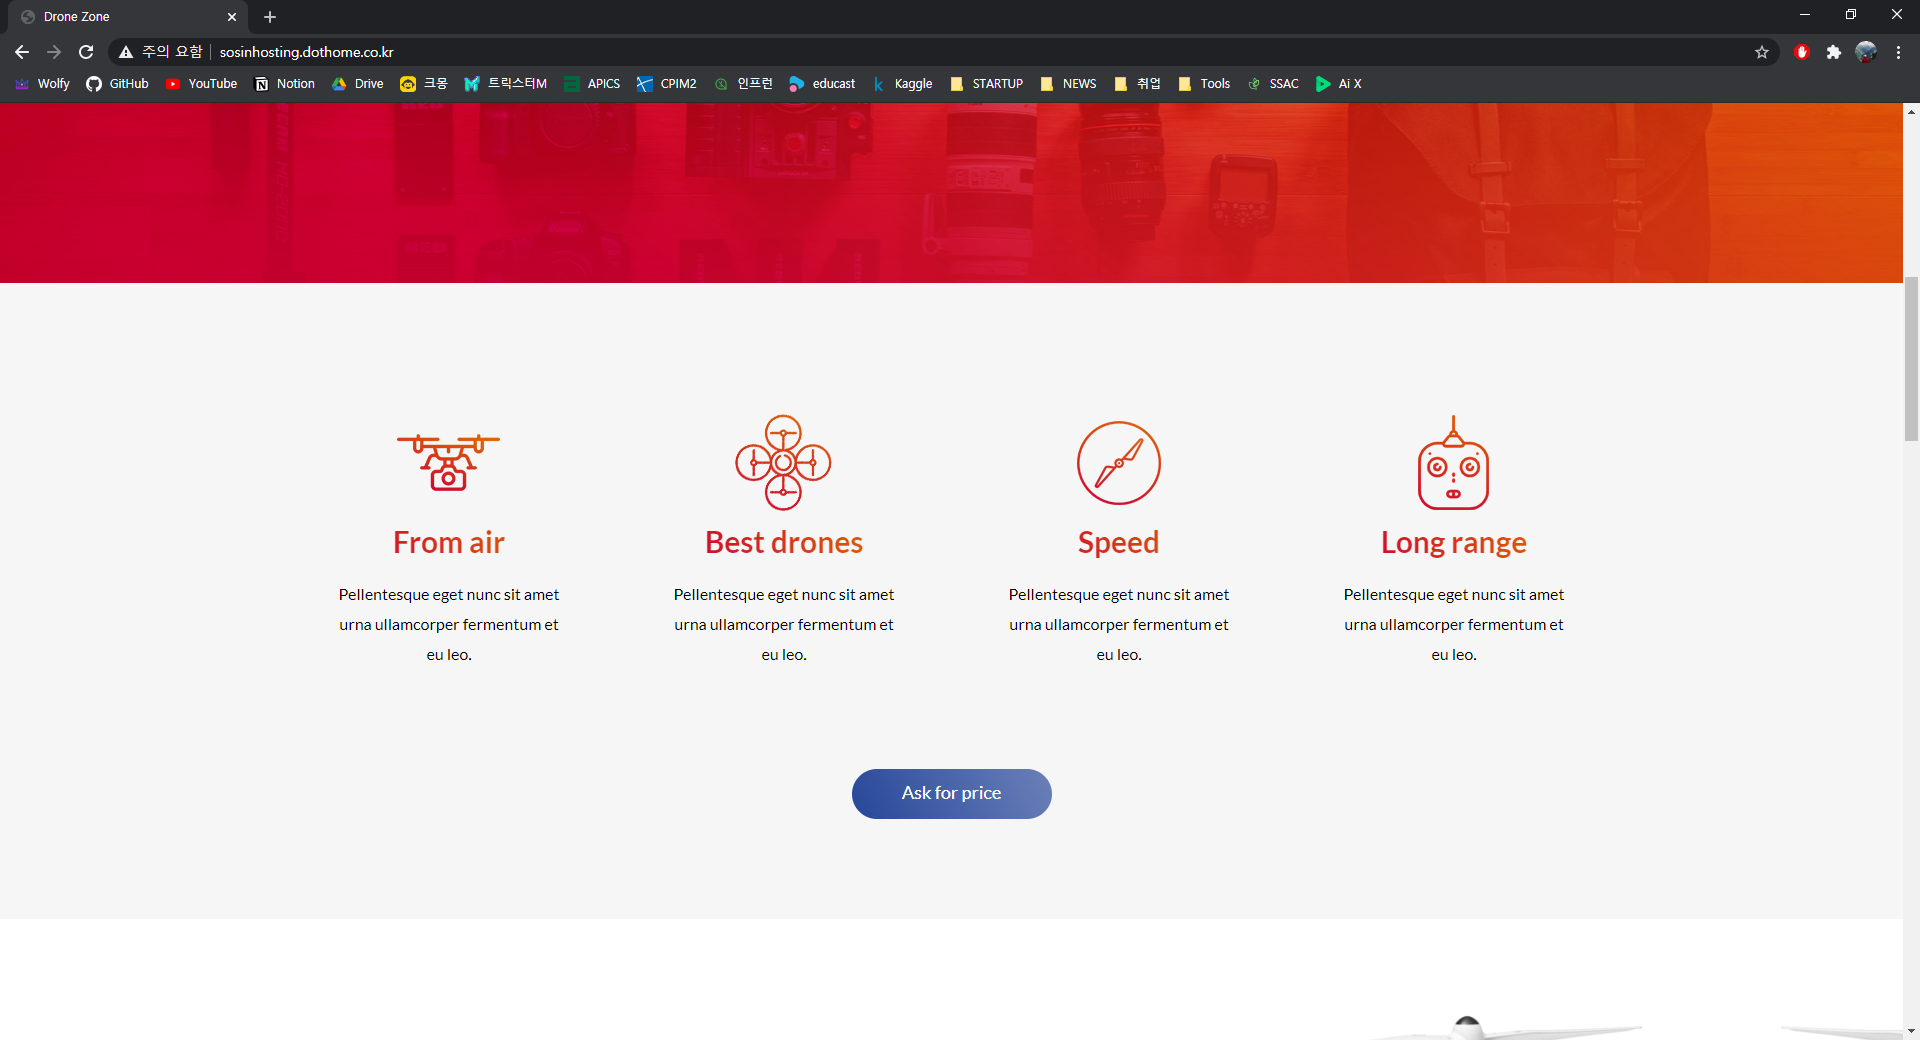 Drone Zone
주의 요함 sosinhosting.dothome.co.kr
Wolfy GitHub YouTube Notion Drive 크몽 트릭스터M APICS CPIM2 인프런 educast Kaggle STARTUP NEWS 취업 Tools SSAC Ai X
From air
Pellentesque eget nunc sit amet
urna ullamcorper fermentum et
eu leo.
Best drones
Pellentesque eget nunc sit amet
urna ullamcorper fermentum et
eu leo.
Speed
Pellentesque eget nunc sit amet
urna ullamcorper fermentum et
eu leo.
Long range
Pellentesque eget nunc sit amet
urna ullamcorper fermentum et
eu leo.
Ask for price